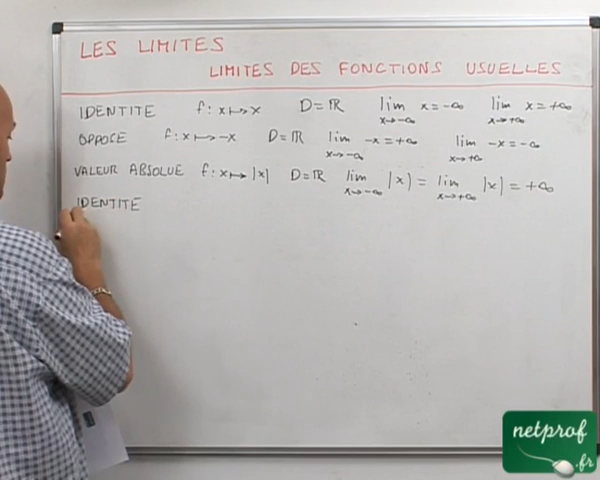 LES LIMITES
LIMITES DES FONCTIONS USUELLES
IDENTITE f: x ↦ x D = ℝ lim x→-∞ x = -∞ lim x→+∞ x = +∞
OPPOSE f: x ↦ -x D = ℝ lim x→-∞ -x = +∞ lim x→+∞ -x = -∞
VALEUR ABSOLUE f: x ↦ |x| D = ℝ lim x→-∞ |x| = lim x→+∞ |x| = +∞
IDENTITE
netprof
.fr